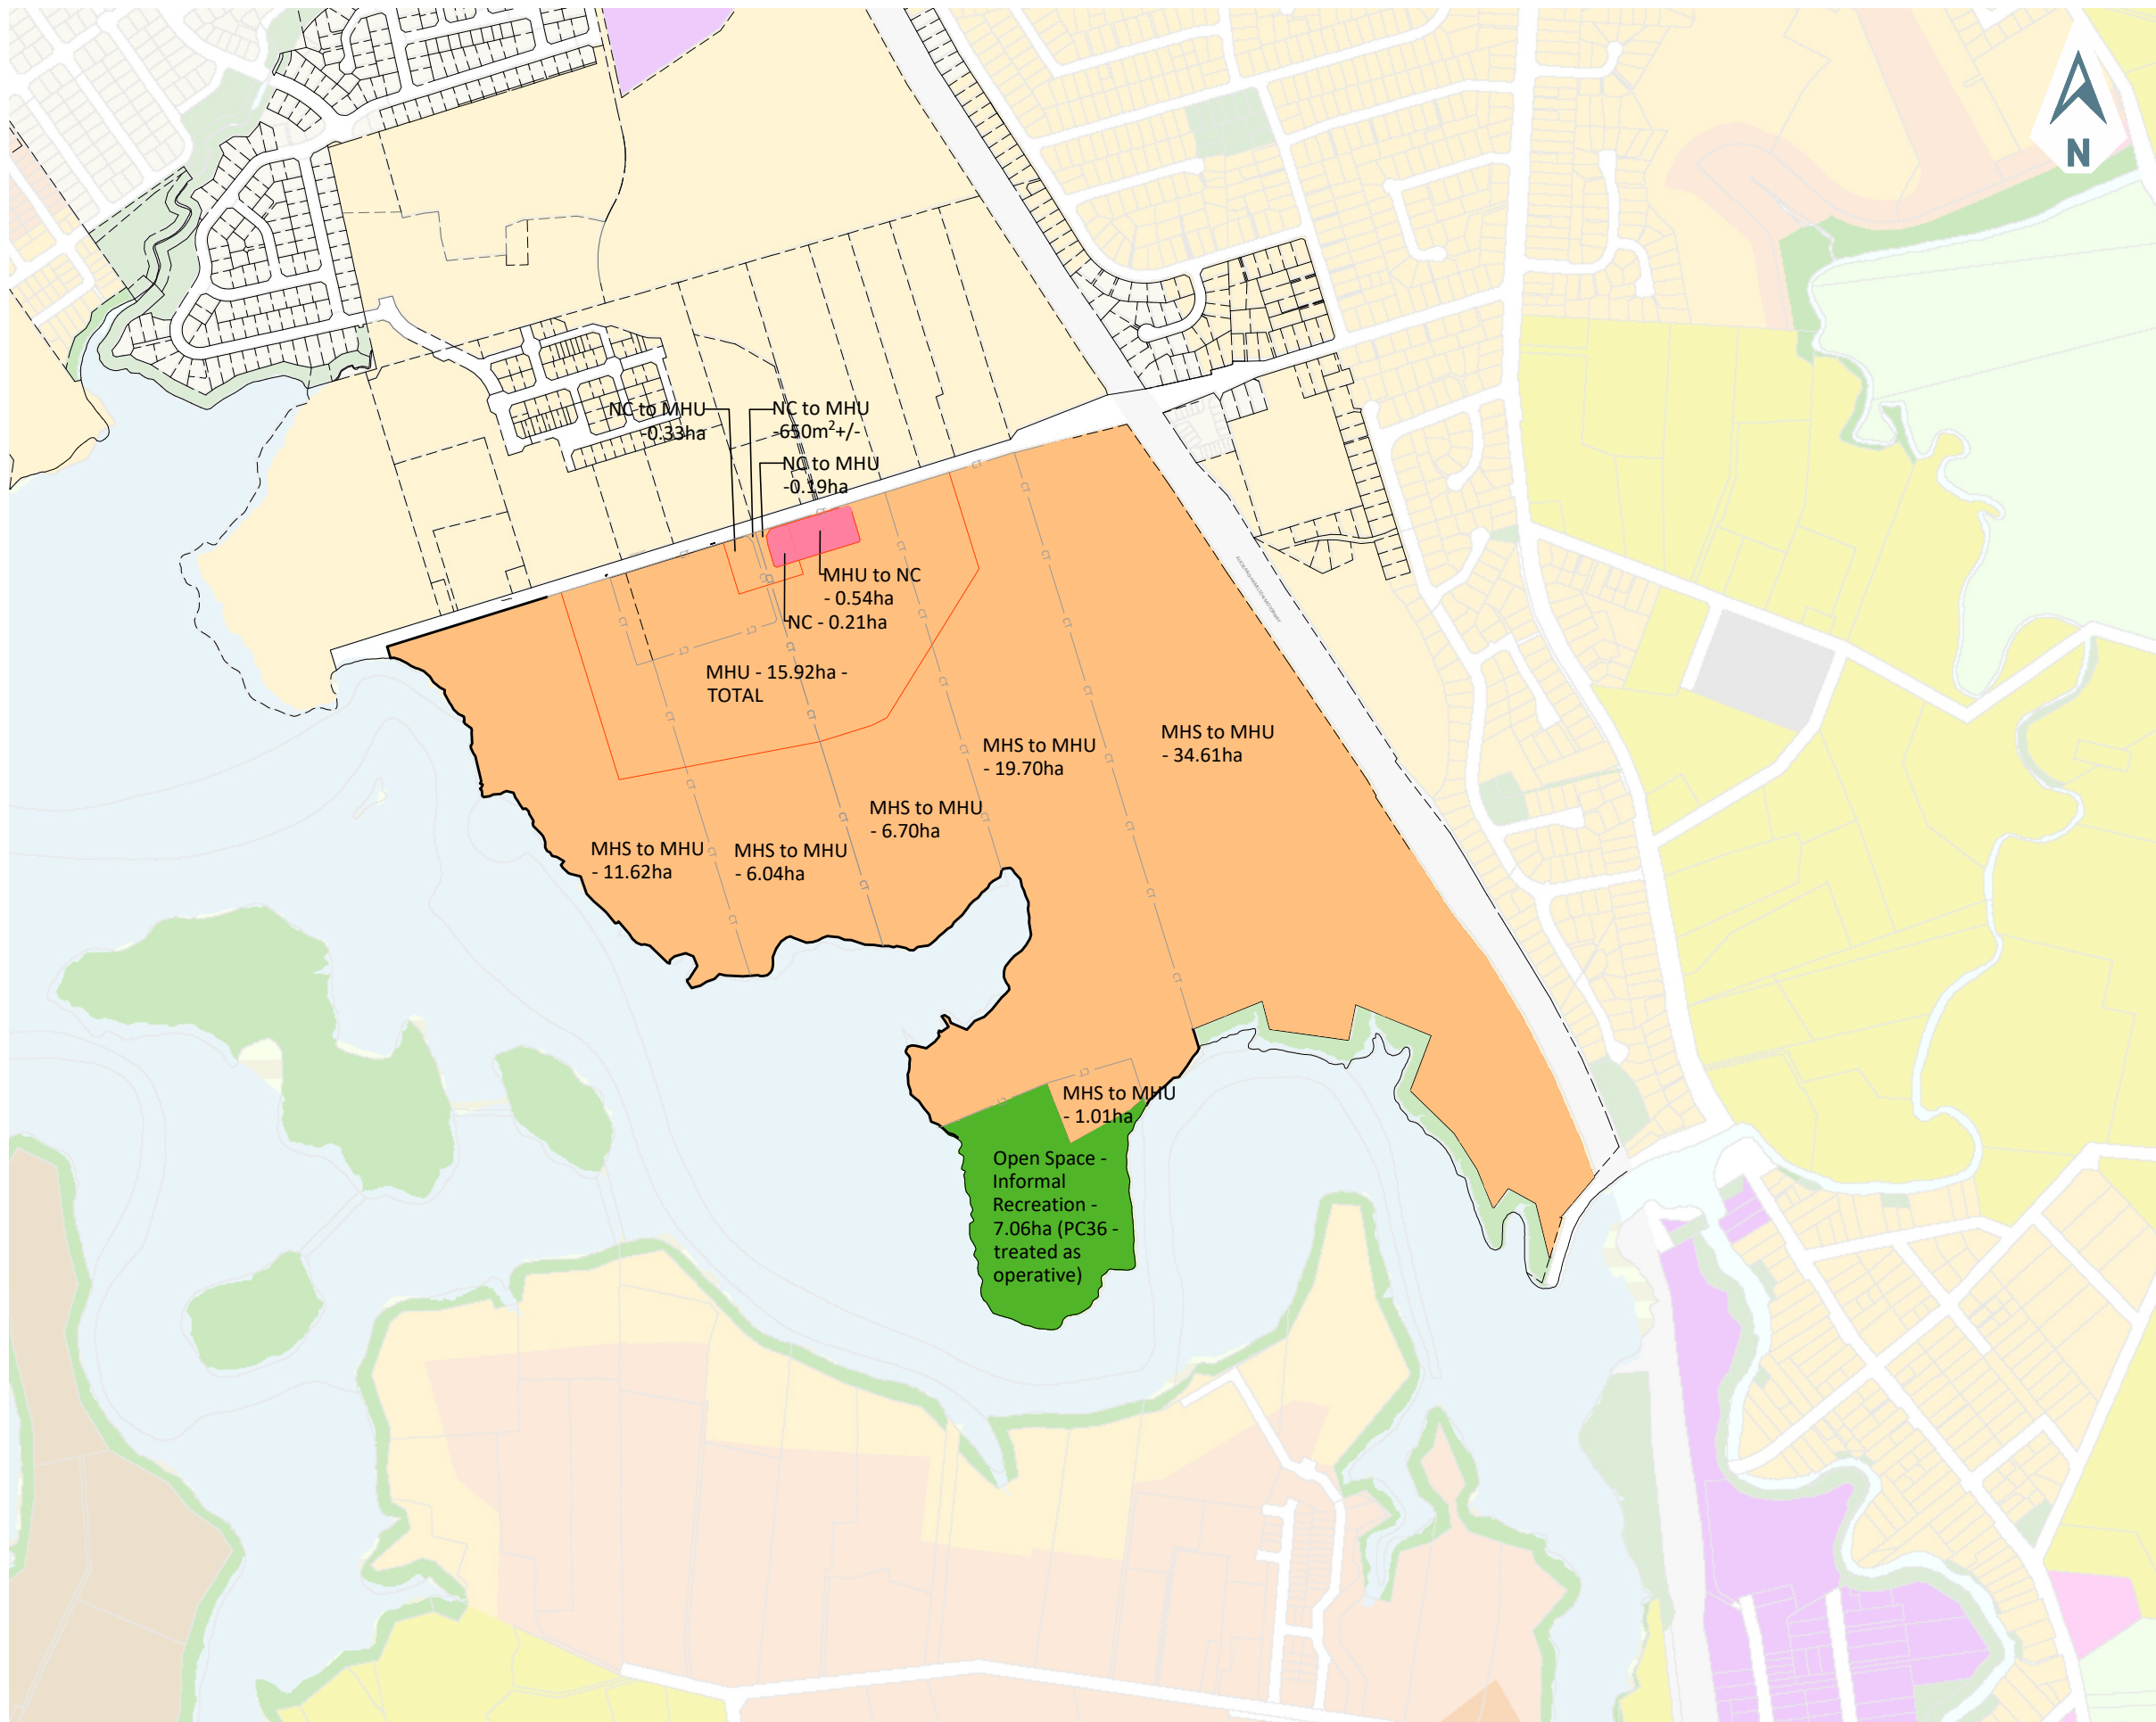 N
NC to MHU
-0.33ha
NC to MHU
-650m²+/-
NC to MHU
-0.19ha
MHU to NC
- 0.54ha
NC - 0.21ha
MHU - 15.92ha -
TOTAL
MHS to MHU
- 34.61ha
MHS to MHU
- 19.70ha
MHS to MHU
- 6.70ha
MHS to MHU
- 11.62ha
MHS to MHU
- 6.04ha
MHS to MHU
- 1.01ha
Open Space -
Informal
Recreation -
7.06ha (PC36 -
treated as
operative)